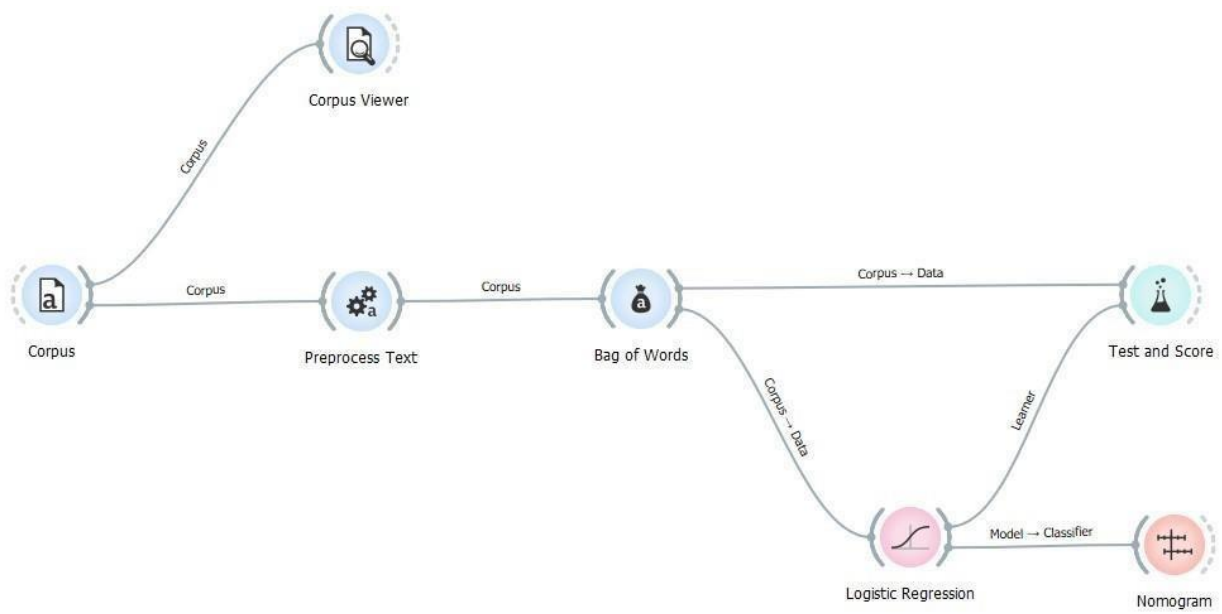 Corpus Viewer
Corpus
a
Corpus
Corpus
Corpus
a
Preprocess Text
a
Bag of Words
Corpus → Data
Corpus → Data
Learner
Test and Score
Logistic Regression
Model → Classifier
Nomogram